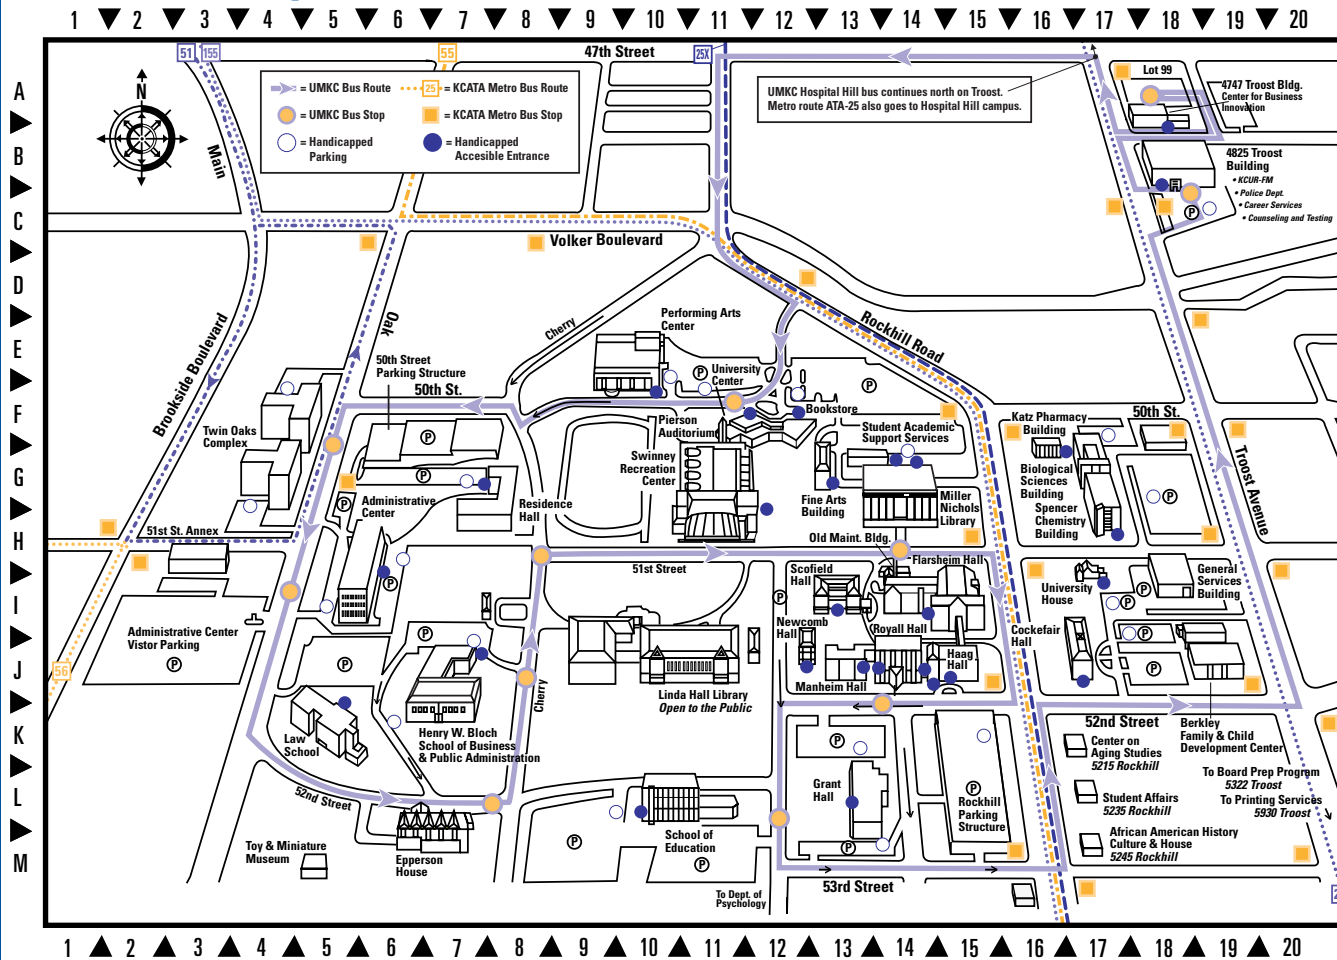 1 2 3 4 5 6 7 8 9 10 11 12 13 14 15 16 17 18 19 20
A
B
C
D
E
F
G
H
I
J
K
L
M
51
155
55
47th Street
25X
N
= UMKC Bus Route
25
= KCATA Metro Bus Route
= UMKC Bus Stop
= KCATA Metro Bus Stop
= Handicapped
Parking
= Handicapped
Accesible Entrance
UMKC Hospital Hill bus continues north on Troost.
Metro route ATA-25 also goes to Hospital Hill campus.
Lot 99
4747 Troost Bldg.
Center for Business
Innovation
4825 Troost
Building
• KCUR-FM
• Police Dept.
• Career Services
• Counseling and Testing
P
Main
Volker Boulevard
Oak
Cherry
Brookside Boulevard
Rockhill Road
Performing Arts
Center
50th Street
Parking Structure
50th St.
P
University
Center
P
Bookstore
Pierson
Auditorium
Student Academic
Support Services
Katz Pharmacy
Building
50th St.
Twin Oaks
Complex
P
P
P
Swinney
Recreation
Center
Biological
Sciences
Building
Spencer
Chemistry
Building
P
Troost Avenue
Administrative
Center
Residence
Hall
Fine Arts
Building
Miller
Nichols
Library
51st St. Annex
Old Maint. Bldg.
Flarsheim Hall
51st Street
Scofield
Hall
P
P
University
House
P
General
Services
Building
Administrative Center
Vistor Parking
P
P
P
Newcomb
Hall
Royall Hall
Haag
Hall
Cockefair
Hall
P
P
56
Manheim Hall
Linda Hall Library
Open to the Public
Cherry
Law
School
Henry W. Bloch
School of Business
& Public Administration
P
52nd Street
Berkley
Family & Child
Development Center
Center on
Aging Studies
5215 Rockhill
To Board Prep Program
5322 Troost
To Printing Services
5930 Troost
52nd Street
Grant
Hall
P
Rockhill
Parking
Structure
Student Affairs
5235 Rockhill
African American History
Culture & House
5245 Rockhill
Toy & Miniature
Museum
Epperson
House
P
School of
Education
P
P
53rd Street
To Dept. of
Psychology
2
1 2 3 4 5 6 7 8 9 10 11 12 13 14 15 16 17 18 19 20